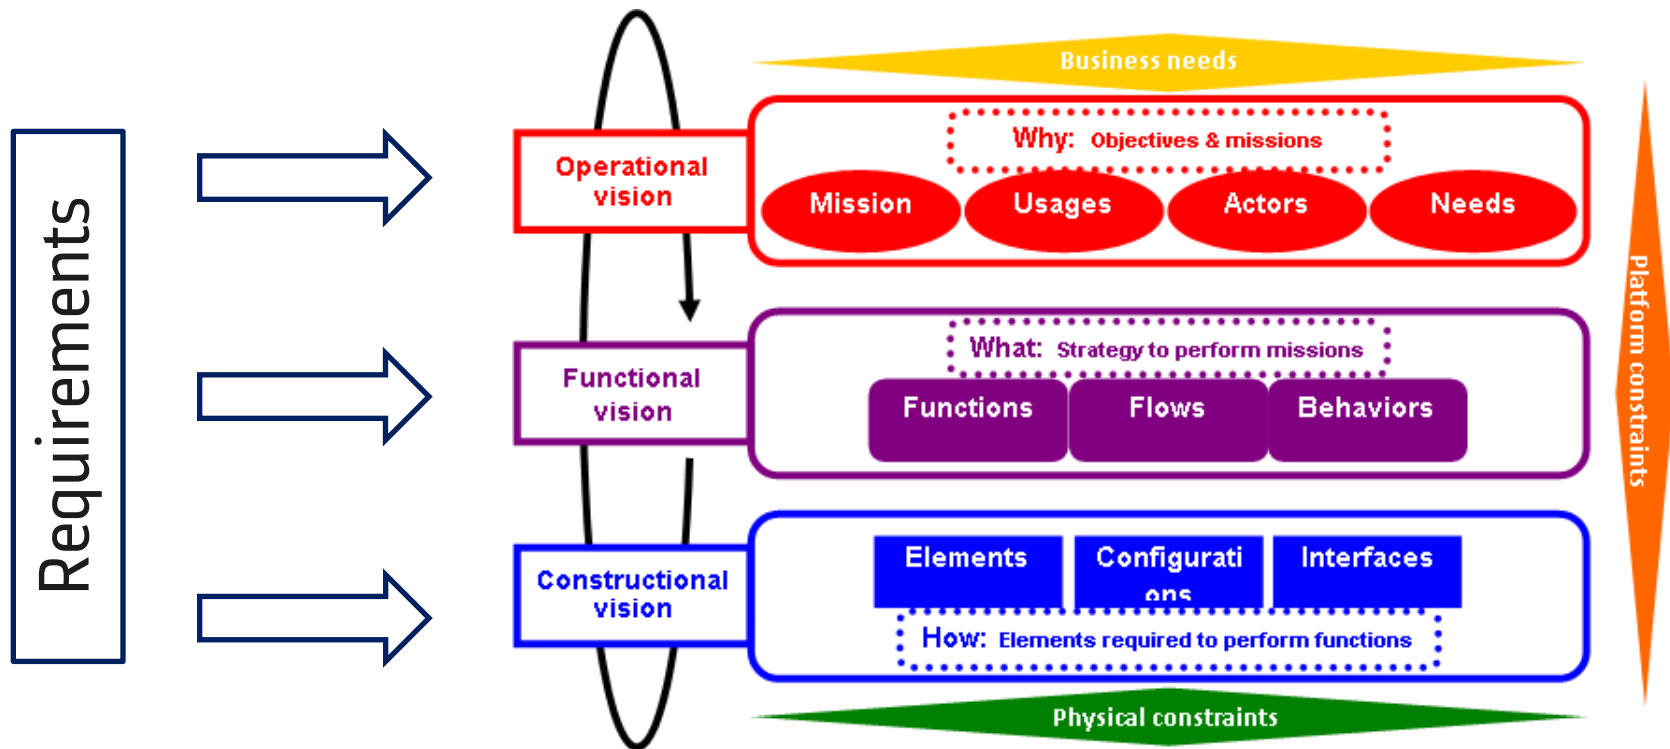 Requirements
Business needs
Operational
vision
Why: Objectives & missions
Mission
Usages
Actors
Needs
Functional
vision
What: Strategy to perform missions
Functions
Flows
Behaviors
Constructional
vision
Elements
Configurati
ons
Interfaces
How: Elements required to perform functions
Physical constraints
Platform constraints